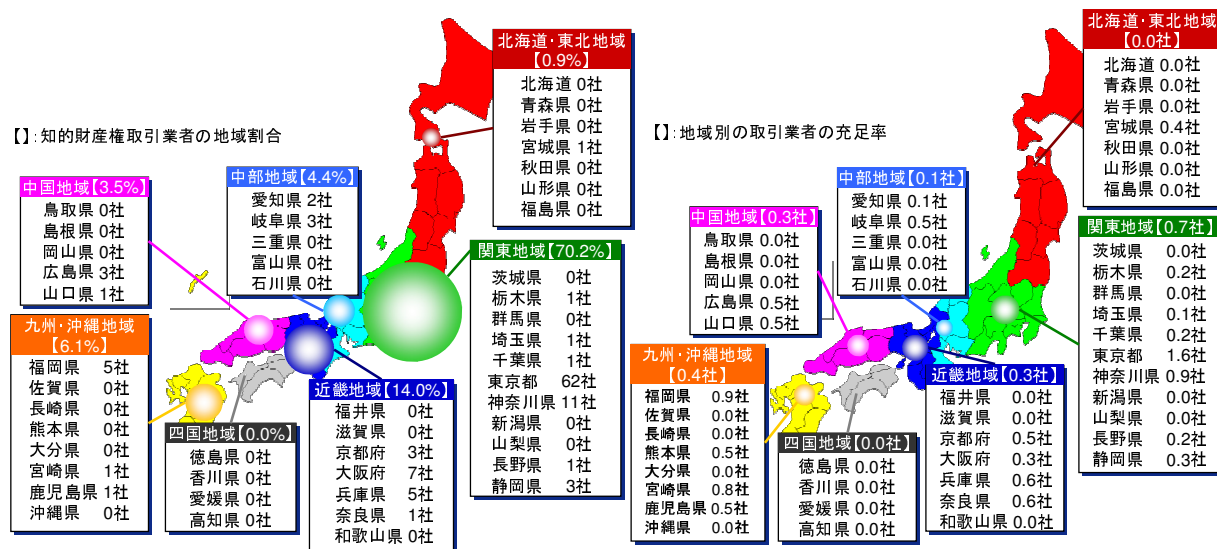 【】：知的財産権取引業者の地域割合
北海道・東北地域
【0.9%】
北海道 0社
青森県 0社
岩手県 0社
宮城県 1社
秋田県 0社
山形県 0社
福島県 0社
中国地域【3.5%】
鳥取県 0社
島根県 0社
岡山県 0社
広島県 3社
山口県 1社
中部地域【4.4%】
愛知県 2社
岐阜県 3社
三重県 0社
富山県 0社
石川県 0社
関東地域【70.2%】
茨城県 0社
栃木県 1社
群馬県 0社
埼玉県 1社
千葉県 1社
東京都 62社
神奈川県 11社
新潟県 0社
山梨県 0社
長野県 1社
静岡県 3社
九州・沖縄地域
【6.1%】
福岡県 5社
佐賀県 0社
長崎県 0社
熊本県 0社
大分県 0社
宮崎県 1社
鹿児島県 1社
沖縄県 0社
四国地域【0.0%】
徳島県 0社
香川県 0社
愛媛県 0社
高知県 0社
近畿地域【14.0%】
福井県 0社
滋賀県 0社
京都府 3社
大阪府 7社
兵庫県 5社
奈良県 1社
和歌山県 0社
【】：地域別の取引業者の充足率
北海道・東北地域
【0.0社】
北海道 0.0社
青森県 0.0社
岩手県 0.0社
宮城県 0.4社
秋田県 0.0社
山形県 0.0社
福島県 0.0社
中部地域【0.1社】
愛知県 0.1社
岐阜県 0.5社
三重県 0.0社
富山県 0.0社
石川県 0.0社
中国地域【0.3社】
鳥取県 0.0社
島根県 0.0社
岡山県 0.0社
広島県 0.5社
山口県 0.5社
関東地域【0.7社】
茨城県 0.0社
栃木県 0.2社
群馬県 0.0社
埼玉県 0.1社
千葉県 0.2社
東京都 1.6社
神奈川県 0.9社
新潟県 0.0社
山梨県 0.0社
長野県 0.2社
静岡県 0.3社
九州・沖縄地域
【0.4社】
福岡県 0.9社
佐賀県 0.0社
長崎県 0.0社
熊本県 0.5社
大分県 0.0社
宮崎県 0.8社
鹿児島県 0.5社
沖縄県 0.0社
四国地域【0.0社】
徳島県 0.0社
香川県 0.0社
愛媛県 0.0社
高知県 0.0社
近畿地域【0.3社】
福井県 0.0社
滋賀県 0.0社
京都府 0.5社
大阪府 0.3社
兵庫県 0.6社
奈良県 0.6社
和歌山県 0.0社